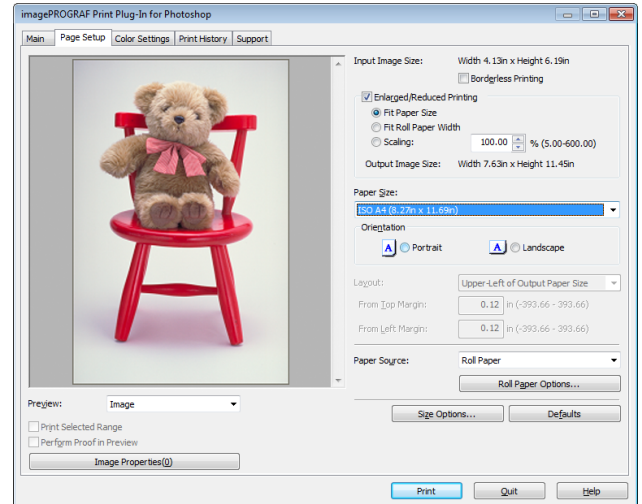 imagePROGRAF Print Plug-In for Photoshop
Main Page Setup Color Settings Print History Support
Input Image Size: Width 4.13in x Height 6.19in
Borderless Printing
Enlarged/Reduced Printing
Fit Paper Size
Fit Roll Paper Width
Scaling: 100.00 % (5.00-600.00)
Output Image Size: Width 7.63in x Height 11.45in
Paper Size:
ISO A4 (8.27in x 11.69in)
Orientation
A Portrait A Landscape
Layout: Upper-Left of Output Paper Size
From Top Margin: 0.12 in (-393.66 - 393.66)
From Left Margin: 0.12 in (-393.66 - 393.66)
Paper Source: Roll Paper
Roll Paper Options...
Size Options... Defaults
Preview: Image
Print Selected Range
Perform Proof in Preview
Image Properties(0)
Print Quit Help